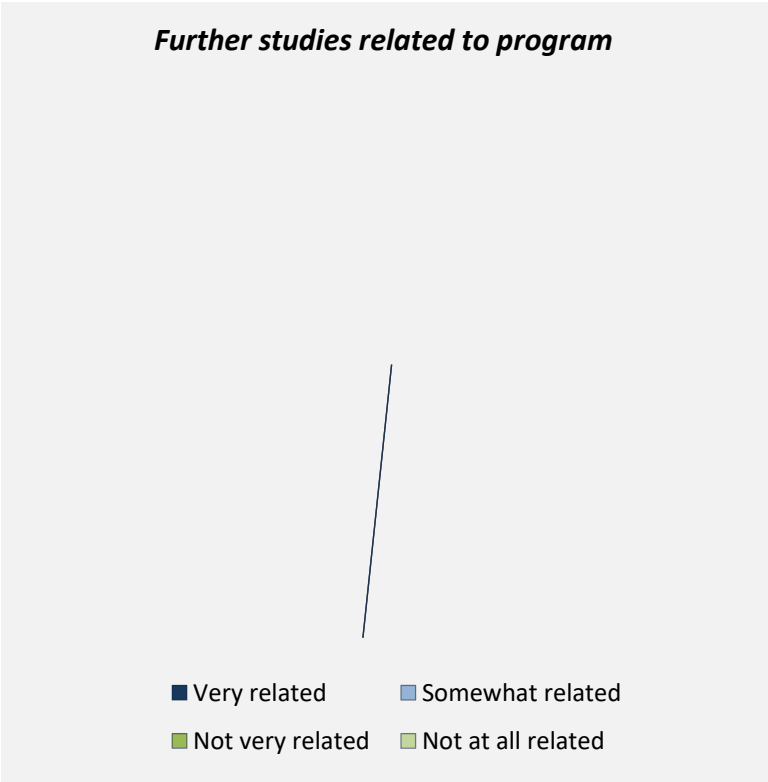 Further studies related to program
Very related
Somewhat related
Not very related
Not at all related